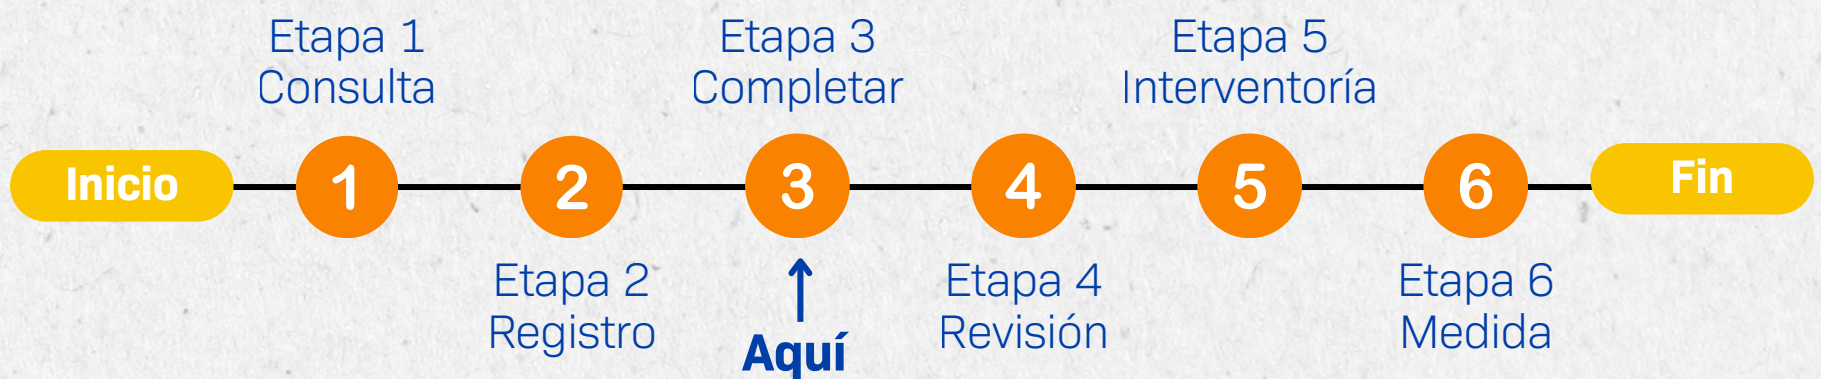 Etapa 1
Consulta
Etapa 3
Completar
Etapa 5
Interventoría
Inicio
1
2
3
4
5
6
Fin
Etapa 2
Registro
Aquí
Etapa 4
Revisión
Etapa 6
Medida